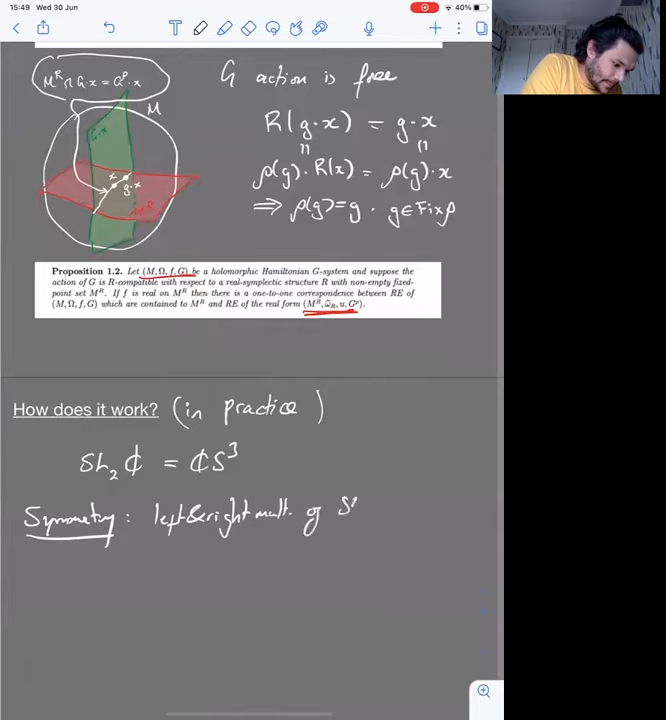 15:49 Wed 30 Jun
40%
M^R ∩ G·x = G^ρ·x
G action is free
M
G·x
R(g·x) = g·x
x
g·x
M^R
ρ(g)·R(x) = ρ(g)·x
⟹ ρ(g)=g · g∈Fixρ
Proposition 1.2. Let (M, Ω, f, G) be a holomorphic Hamiltonian G-system and suppose the
action of G is R-compatible with respect to a real-symplectic structure R with non-empty fixed-
point set M^R. If f is real on M^R then there is a one-to-one correspondence between RE of
(M, Ω, f, G) which are contained to M^R and RE of the real form (M^R, ω̂_R, u, G^ρ).
How does it work? (in practice)
SL₂ ℂ = ℂS³
Symmetry: left&right mult. of S